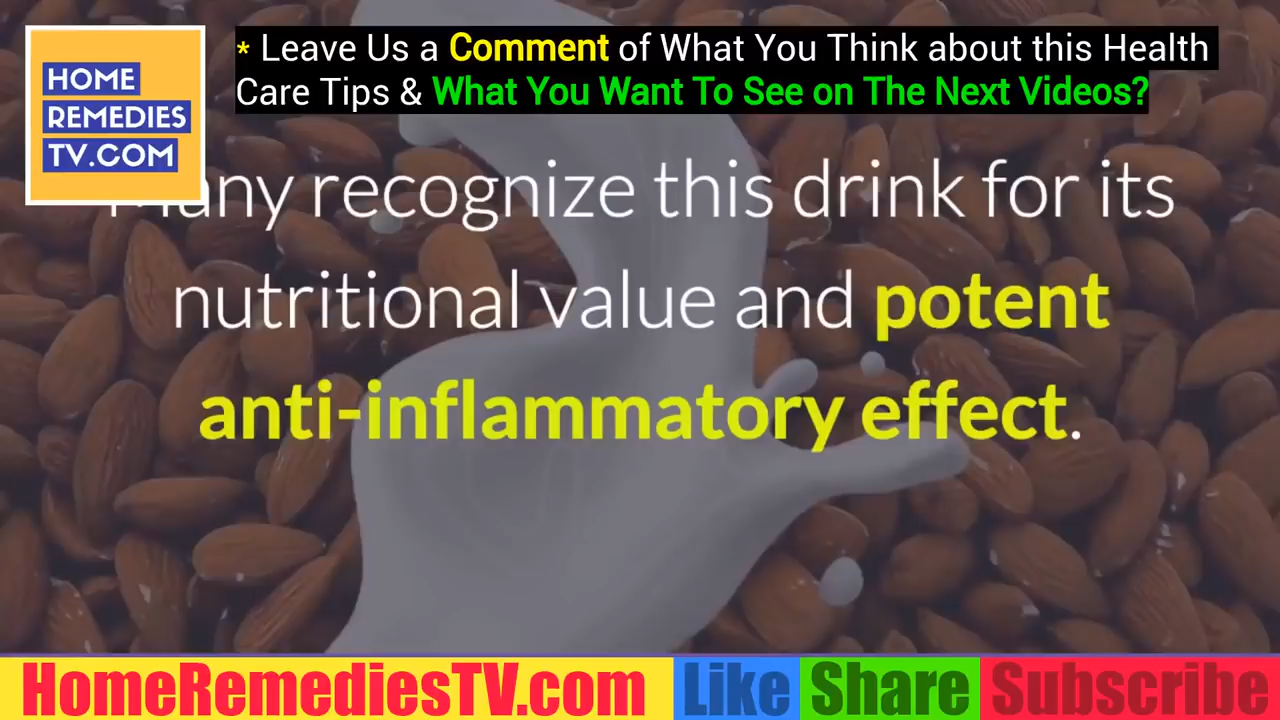 HOME
REMEDIES
TV.COM
* Leave Us a Comment of What You Think about this Health
Care Tips & What You Want To See on The Next Videos?
Many recognize this drink for its
nutritional value and potent
anti-inflammatory effect.
HomeRemediesTV.com Like Share Subscribe